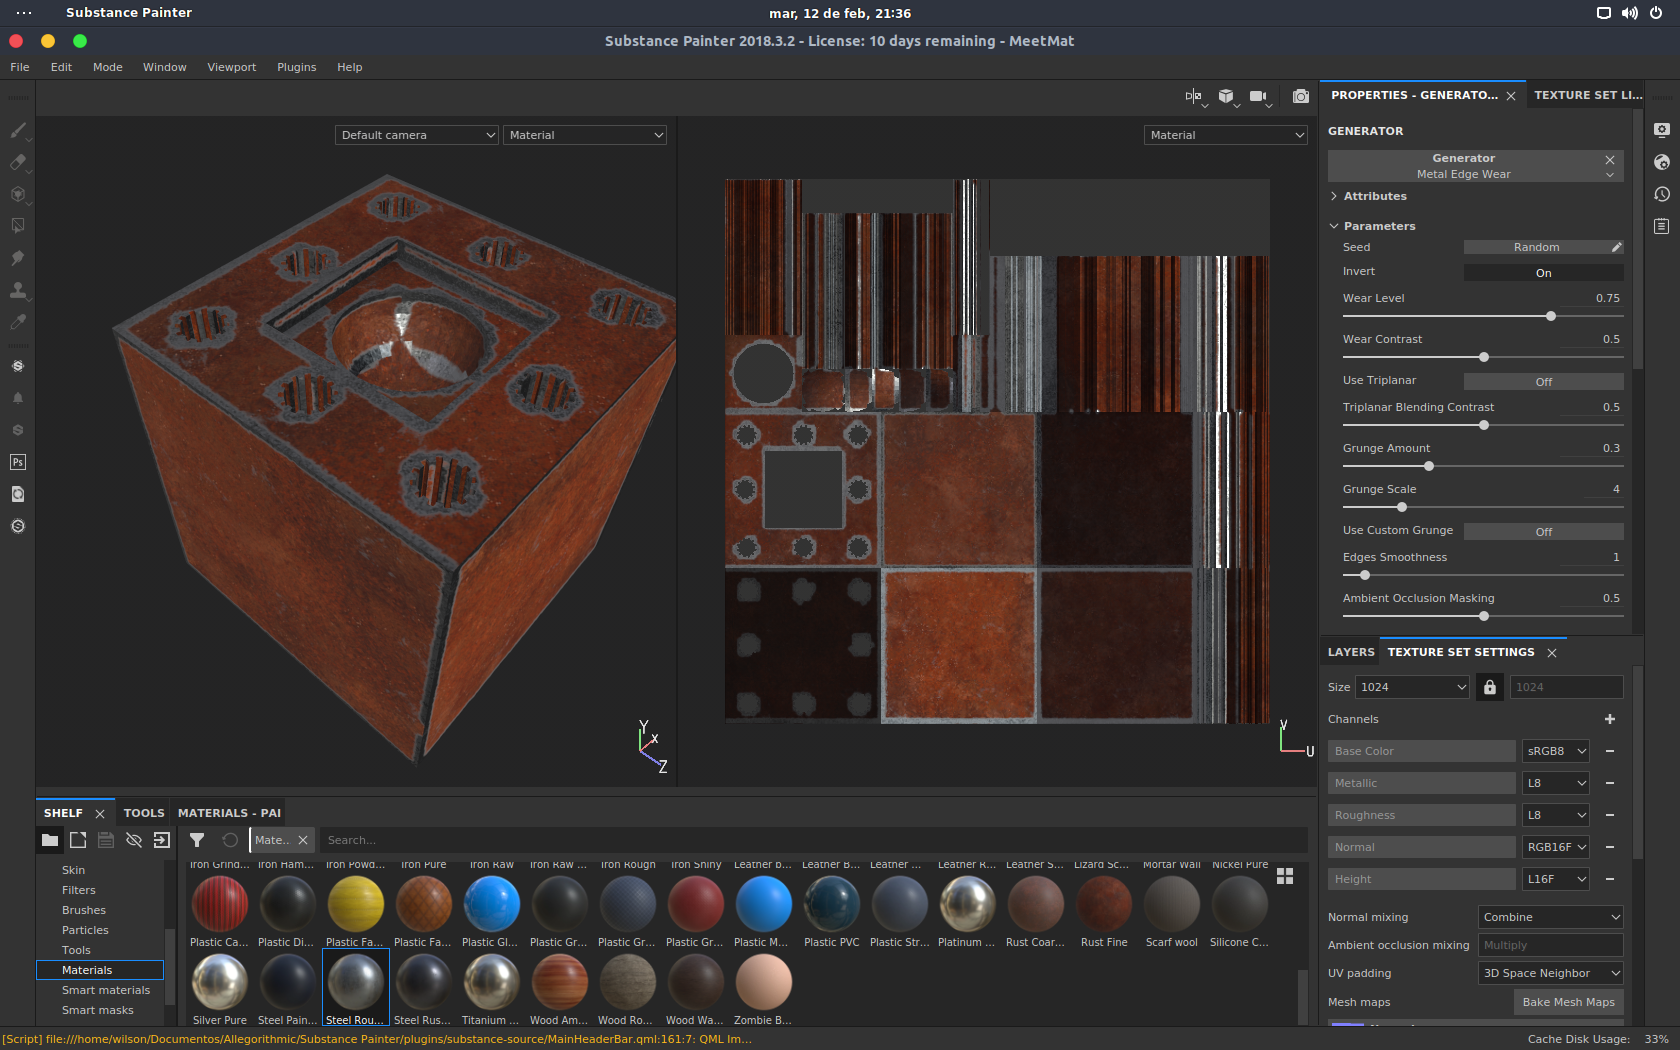 Substance Painter
mar, 12 de feb, 21:36
Substance Painter 2018.3.2 - License: 10 days remaining - MeetMat
File Edit Mode Window Viewport Plugins Help
Default camera
Material
Material
Y
X
Z
V
U
PROPERTIES - GENERATO...
TEXTURE SET LI...
GENERATOR
Generator
Metal Edge Wear
Attributes
Parameters
Seed Random
Invert On
Wear Level 0.75
Wear Contrast 0.5
Use Triplanar Off
Triplanar Blending Contrast 0.5
Grunge Amount 0.3
Grunge Scale 4
Use Custom Grunge Off
Edges Smoothness 1
Ambient Occlusion Masking 0.5
LAYERS TEXTURE SET SETTINGS
Size 1024 1024
Channels
Base Color sRGB8
Metallic L8
Roughness L8
Normal RGB16F
Height L16F
Normal mixing Combine
Ambient occlusion mixing Multiply
UV padding 3D Space Neighbor
Mesh maps Bake Mesh Maps
Ps
SHELF TOOLS MATERIALS - PAI
Mate.. Search...
Skin
Filters
Brushes
Particles
Tools
Materials
Smart materials
Smart masks
Iron Grind... Iron Ham... Iron Powd... Iron Pure Iron Raw Iron Raw ... Iron Rough Iron Shiny Leather b... Leather B... Leather ... Leather R... Leather S... Lizard Sc... Mortar Wall Nickel Pure
Plastic Ca... Plastic Di... Plastic Fa... Plastic Fa... Plastic Gl... Plastic Gr... Plastic Gr... Plastic Gr... Plastic M... Plastic PVC Plastic Str... Platinum ... Rust Coar... Rust Fine Scarf wool Silicone C...
Silver Pure Steel Pain... Steel Rou... Steel Rus... Titanium ... Wood Am... Wood Ro... Wood Wa... Zombie B...
[Script] file:///home/wilson/Documentos/Allegorithmic/Substance Painter/plugins/substance-source/MainHeaderBar.qml:161:7: QML Im...
Cache Disk Usage: 33%